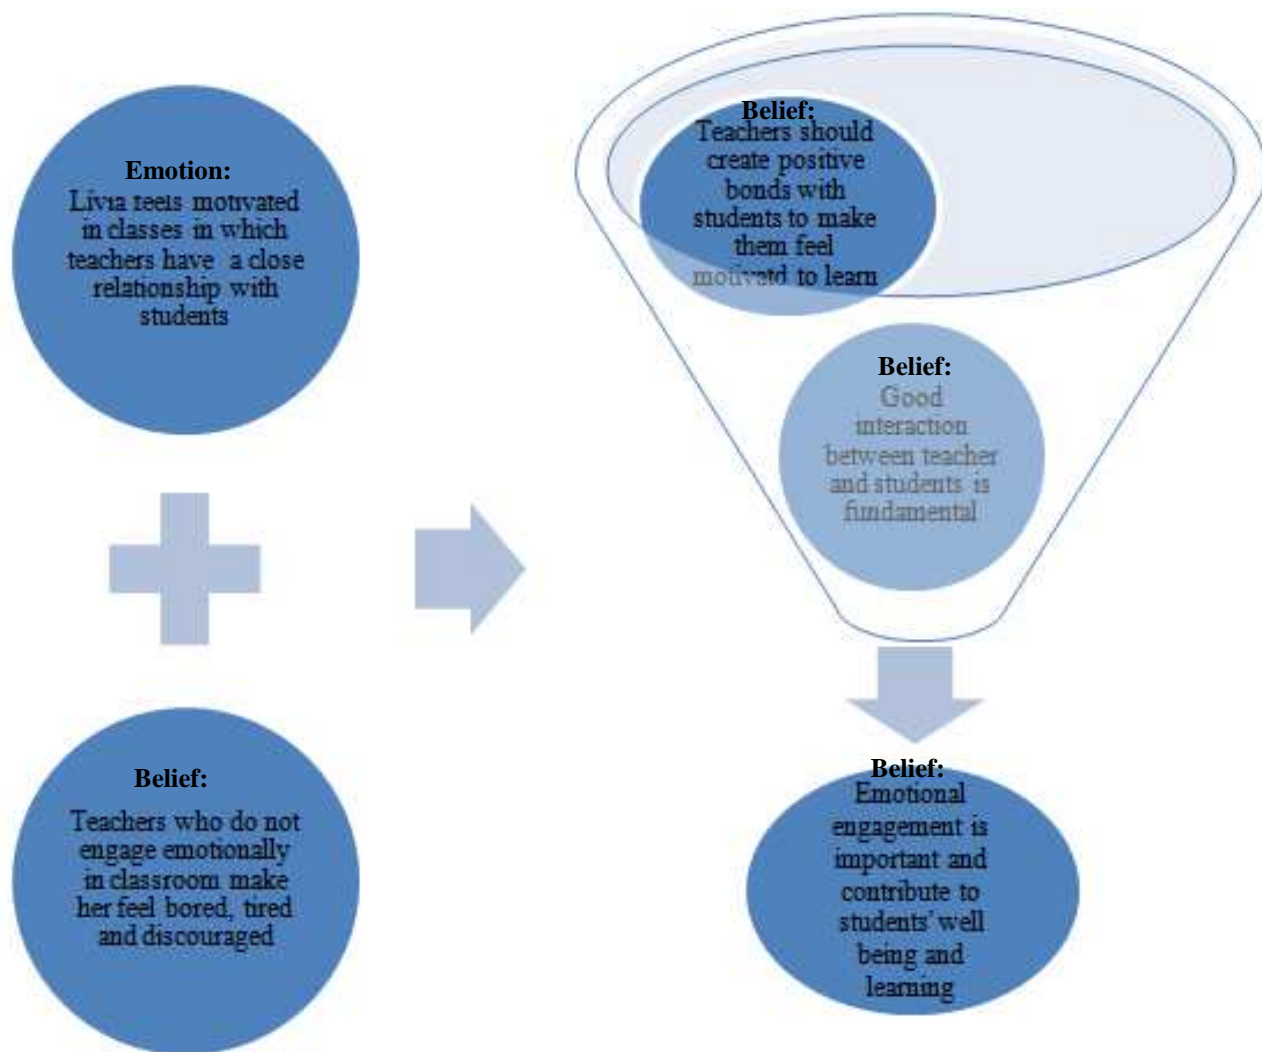 Emotion:
Lívia feels motivated
in classes in which
teachers have a close
relationship with
students
Belief:
Teachers who do not
engage emotionally
in classroom make
her feel bored, tired
and discouraged
Belief:
Teachers should
create positive
bonds with
students to make
them feel
motivatd to learn
Belief:
Good
interaction
between teacher
and students is
fundamental
Belief:
Emotional
engagement is
important and
contribute to
students' well
being and
learning